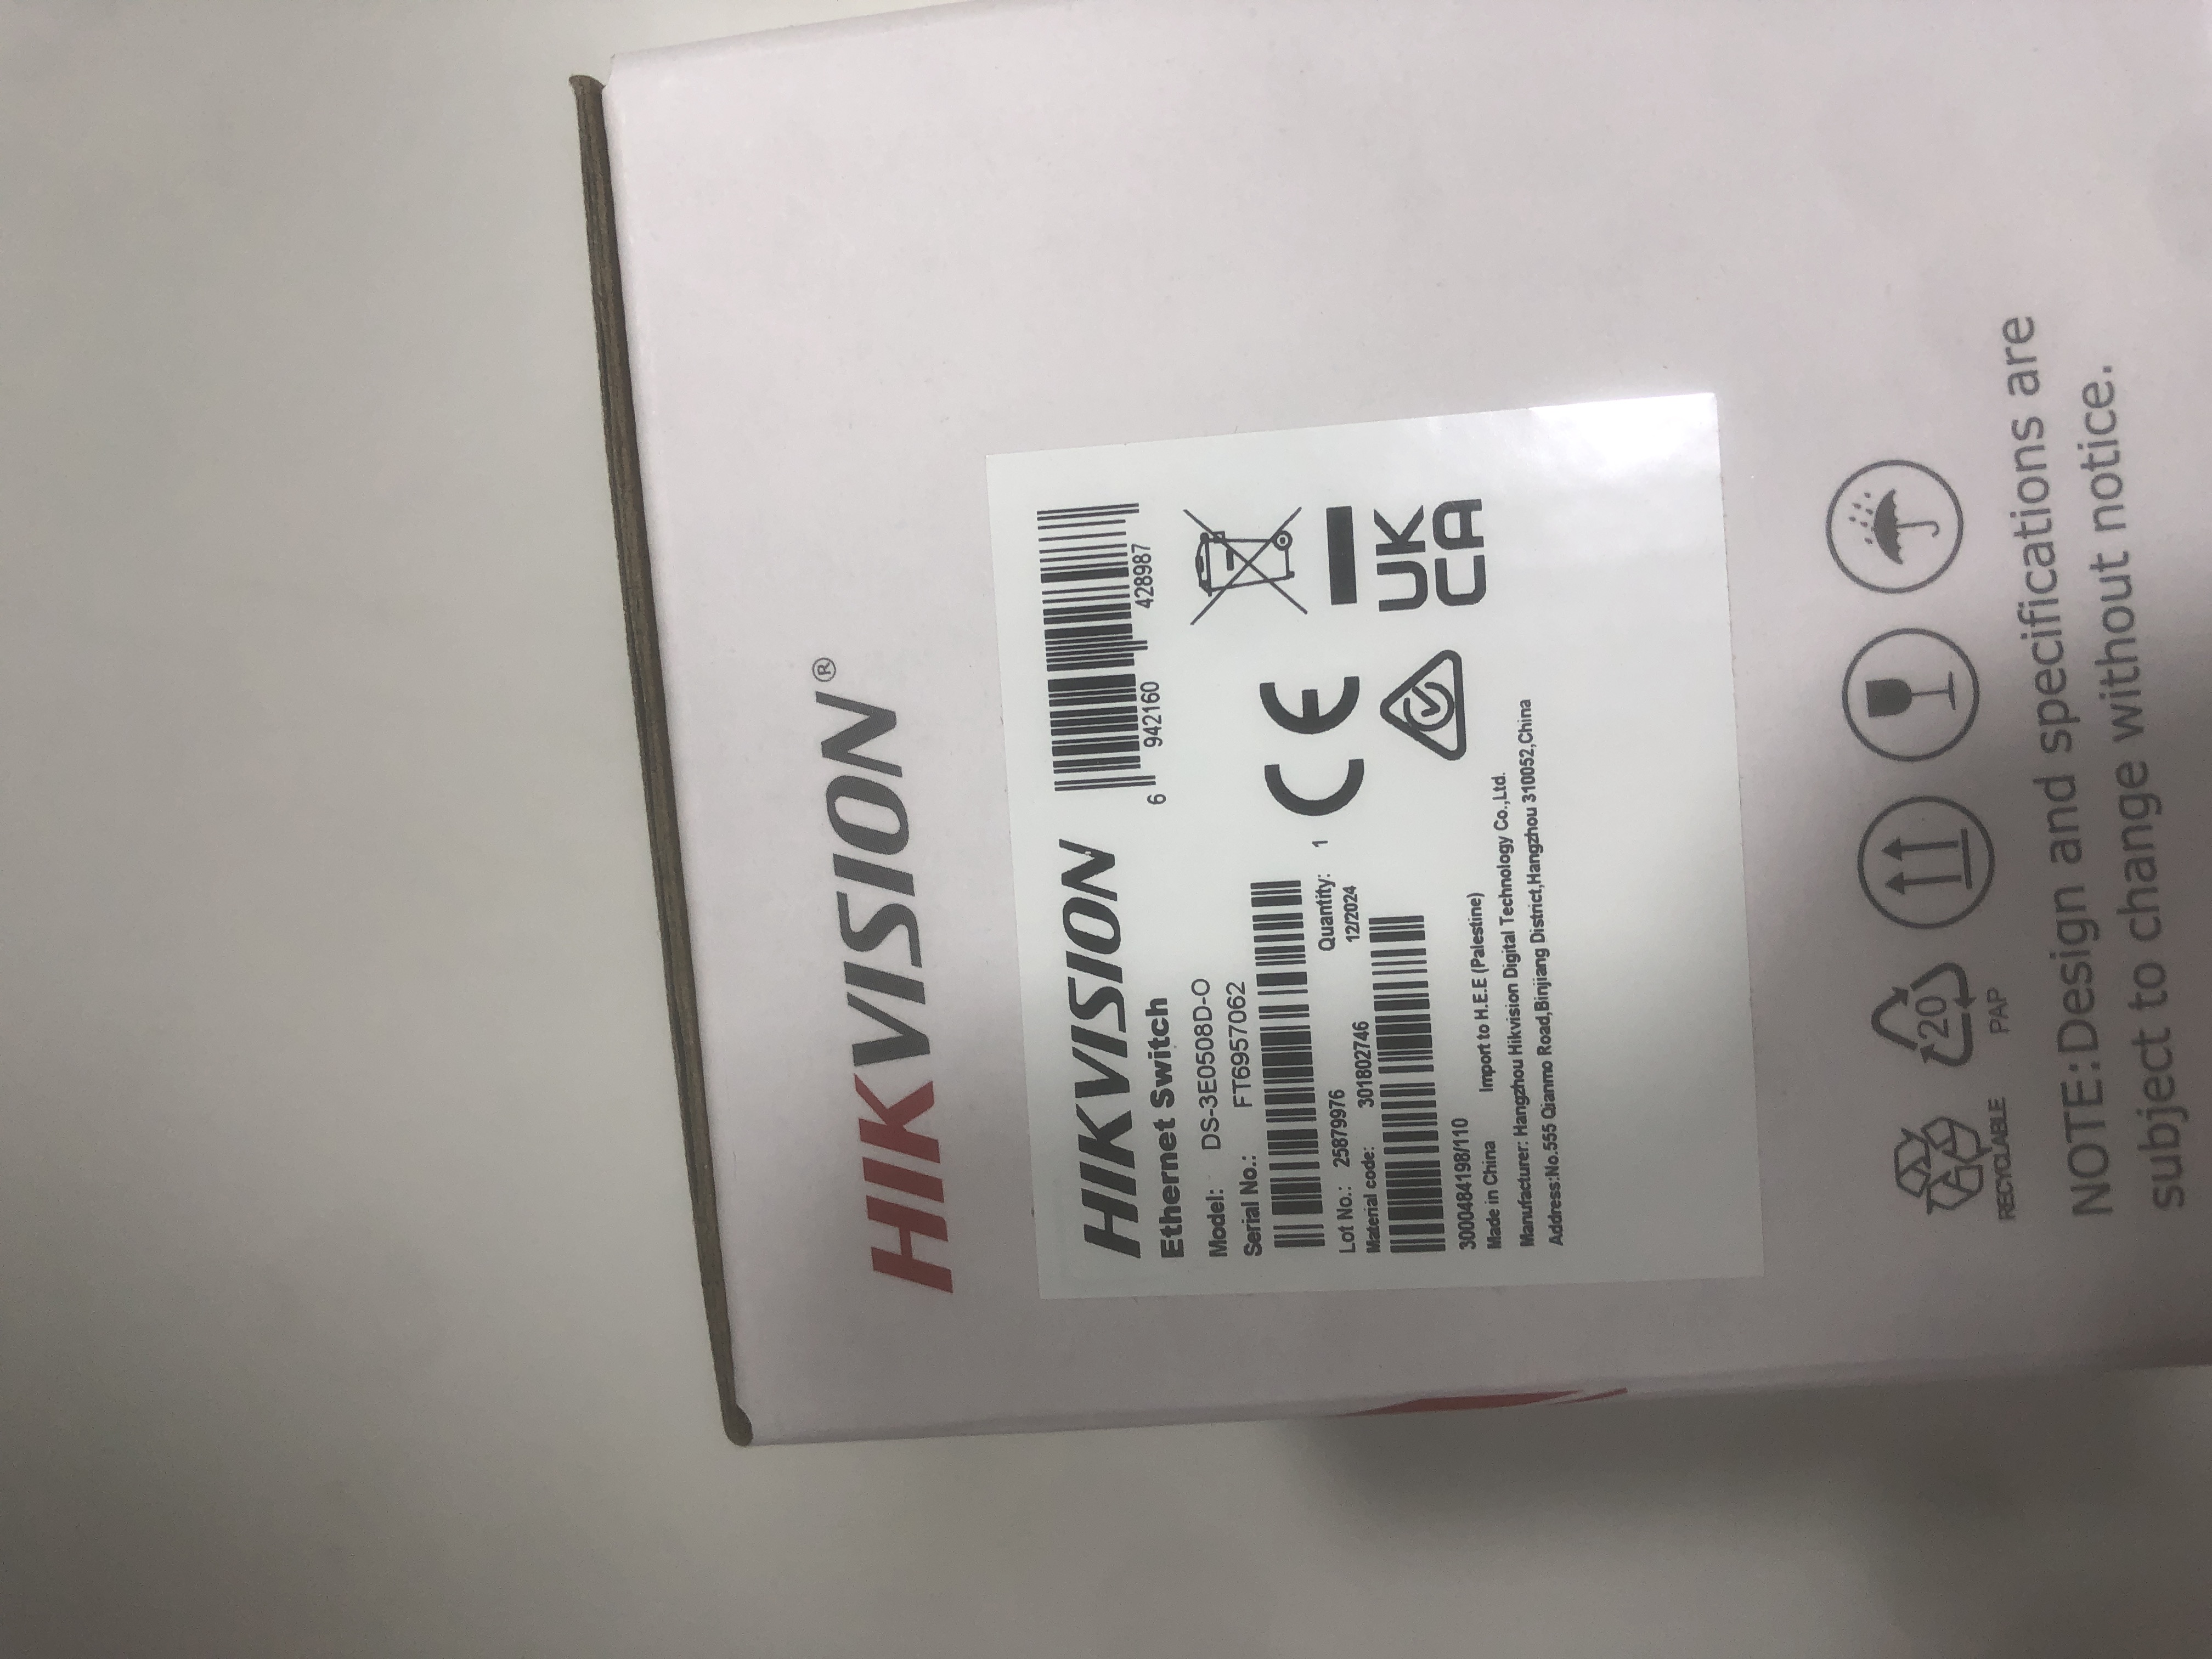 HIKVISION®
HIKVISION
Ethernet Switch
6 942160 428987
Model: DS-3E0508D-O
Serial No.: FT6957062
Quantity: 1
Lot No.: 25879976 12/2024
Material code: 301802746
3000484198/110
Made in China Import to H.E.E (Palestine)
Manufacturer: Hangzhou Hikvision Digital Technology Co.,Ltd.
Address:No.555 Qianmo Road,Binjiang District,Hangzhou 310052,China
CE
UK
CA
20
RECYCLABLE PAP
NOTE:Design and specifications are
subject to change without notice.